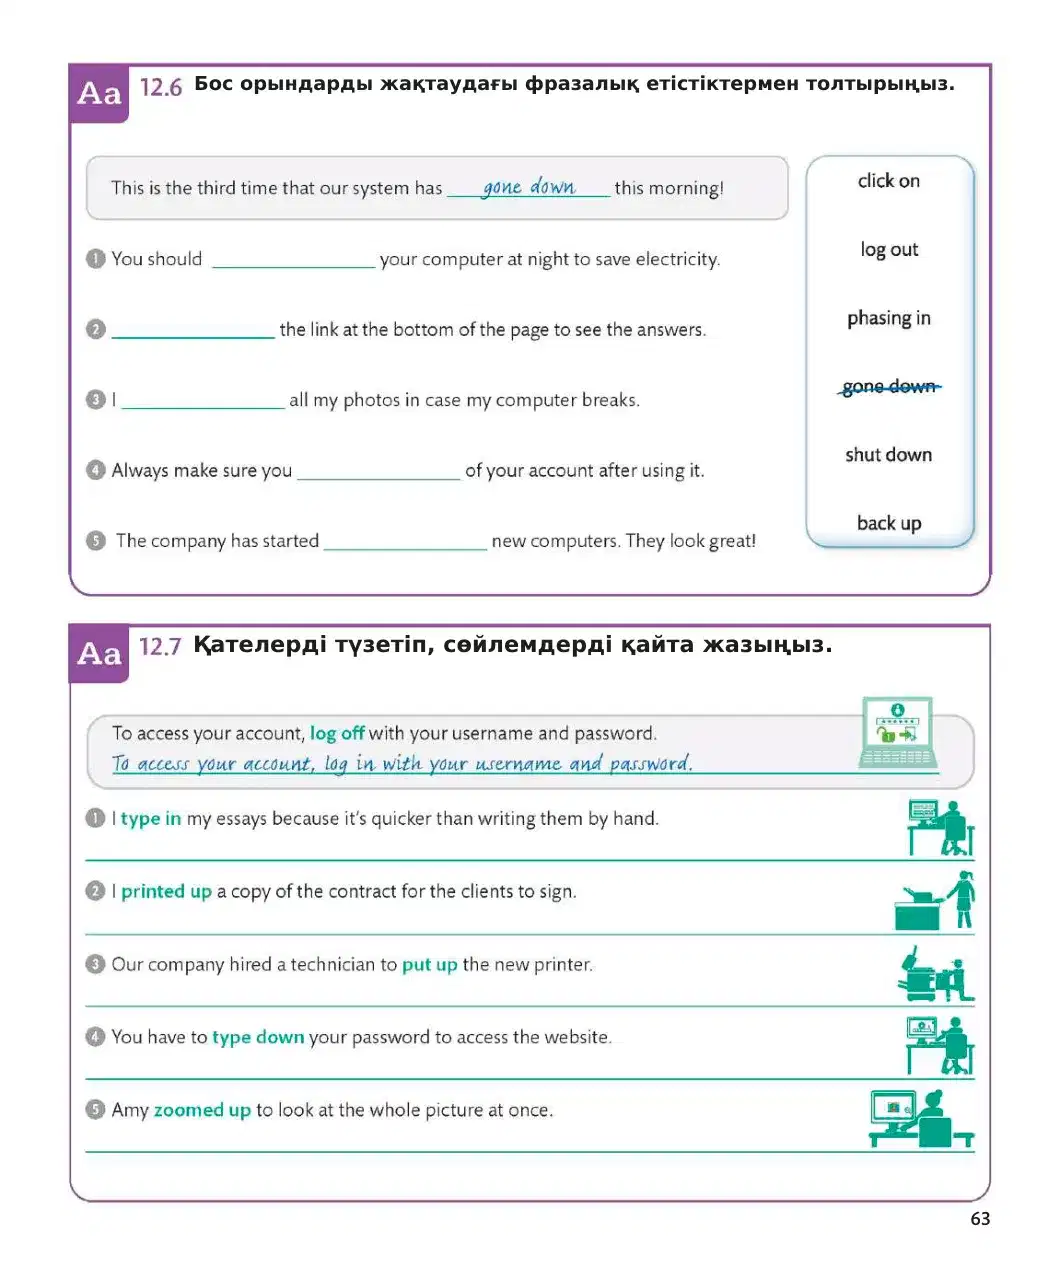 Aa 12.6 Бос орындарды жақтаудағы фразалық етістіктермен толтырыңыз.
This is the third time that our system has gone down this morning!
1 You should ______ your computer at night to save electricity.
2 ______ the link at the bottom of the page to see the answers.
3 I ______ all my photos in case my computer breaks.
4 Always make sure you ______ of your account after using it.
5 The company has started ______ new computers. They look great!
click on
log out
phasing in
gone down
shut down
back up
Aa 12.7 Қателерді түзетіп, сөйлемдерді қайта жазыңыз.
To access your account, log off with your username and password.
To access your account, log in with your username and password.
1 I type in my essays because it's quicker than writing them by hand.
2 I printed up a copy of the contract for the clients to sign.
3 Our company hired a technician to put up the new printer.
4 You have to type down your password to access the website.
5 Amy zoomed up to look at the whole picture at once.
63